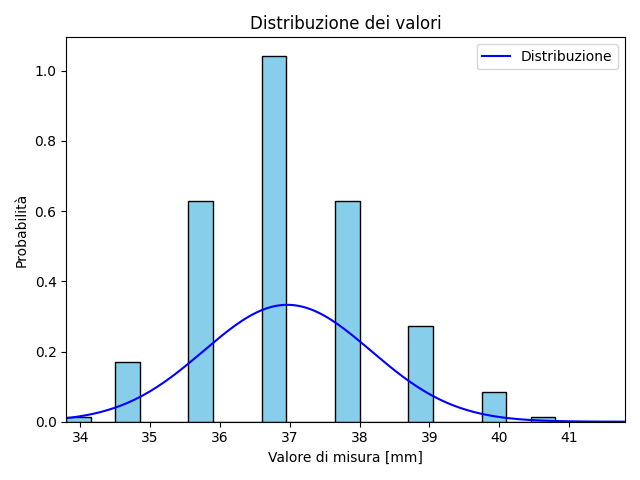 Distribuzione dei valori
Distribuzione
1.0
0.8
0.6
0.4
0.2
0.0
Probabilità
34 35 36 37 38 39 40 41
Valore di misura [mm]